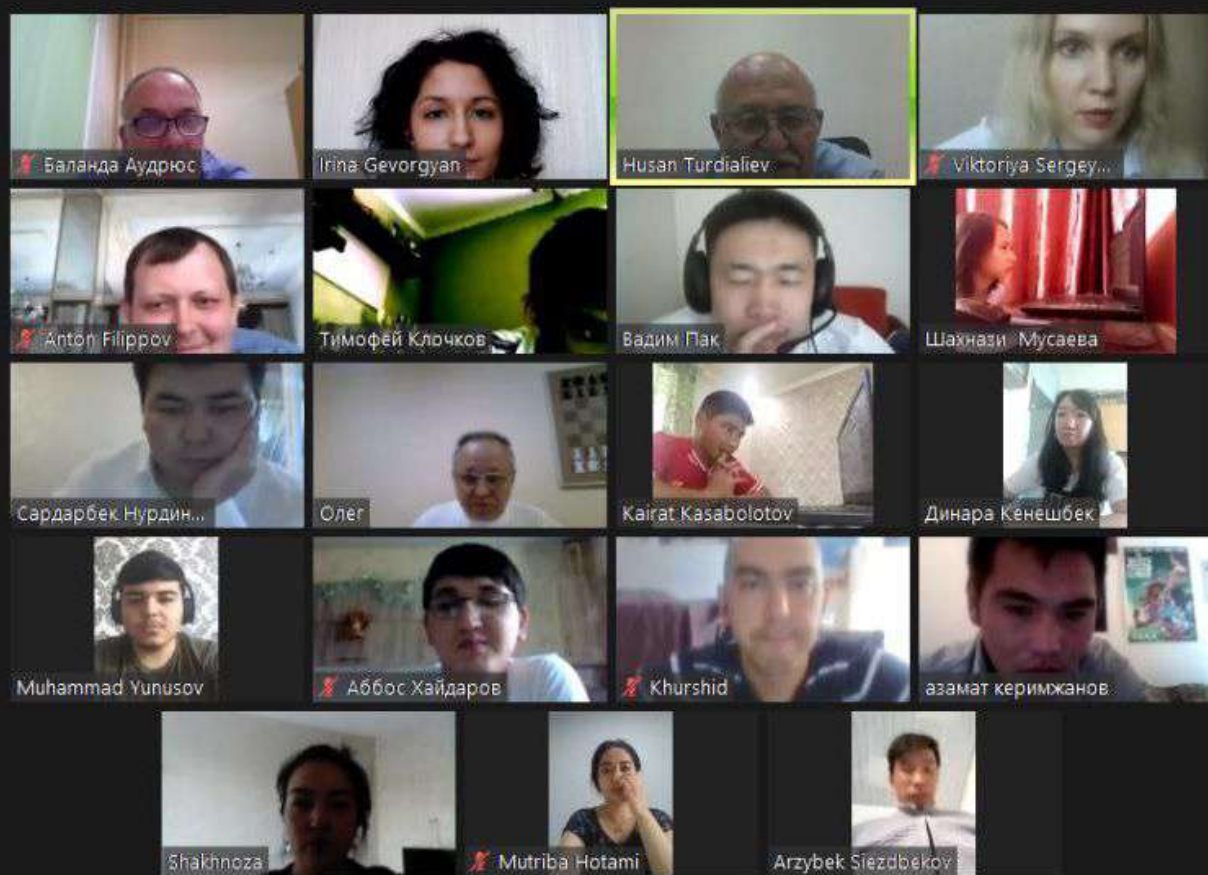 Баланда Аудрюс
Irina Gevorgyan
Husan Turdialiev
Viktoriya Sergey...
Anton Filippov
Тимофей Клочков
Вадим Пак
Шахнази Мусаева
Сардарбек Нурдин...
Олег
Kairat Kasabolotov
Динара Кенешбек
Muhammad Yunusov
Аббос Хайдаров
Khurshid
азамат керимжанов
Shakhnoza
Mutriba Hotami
Arzybek Siezdbekov